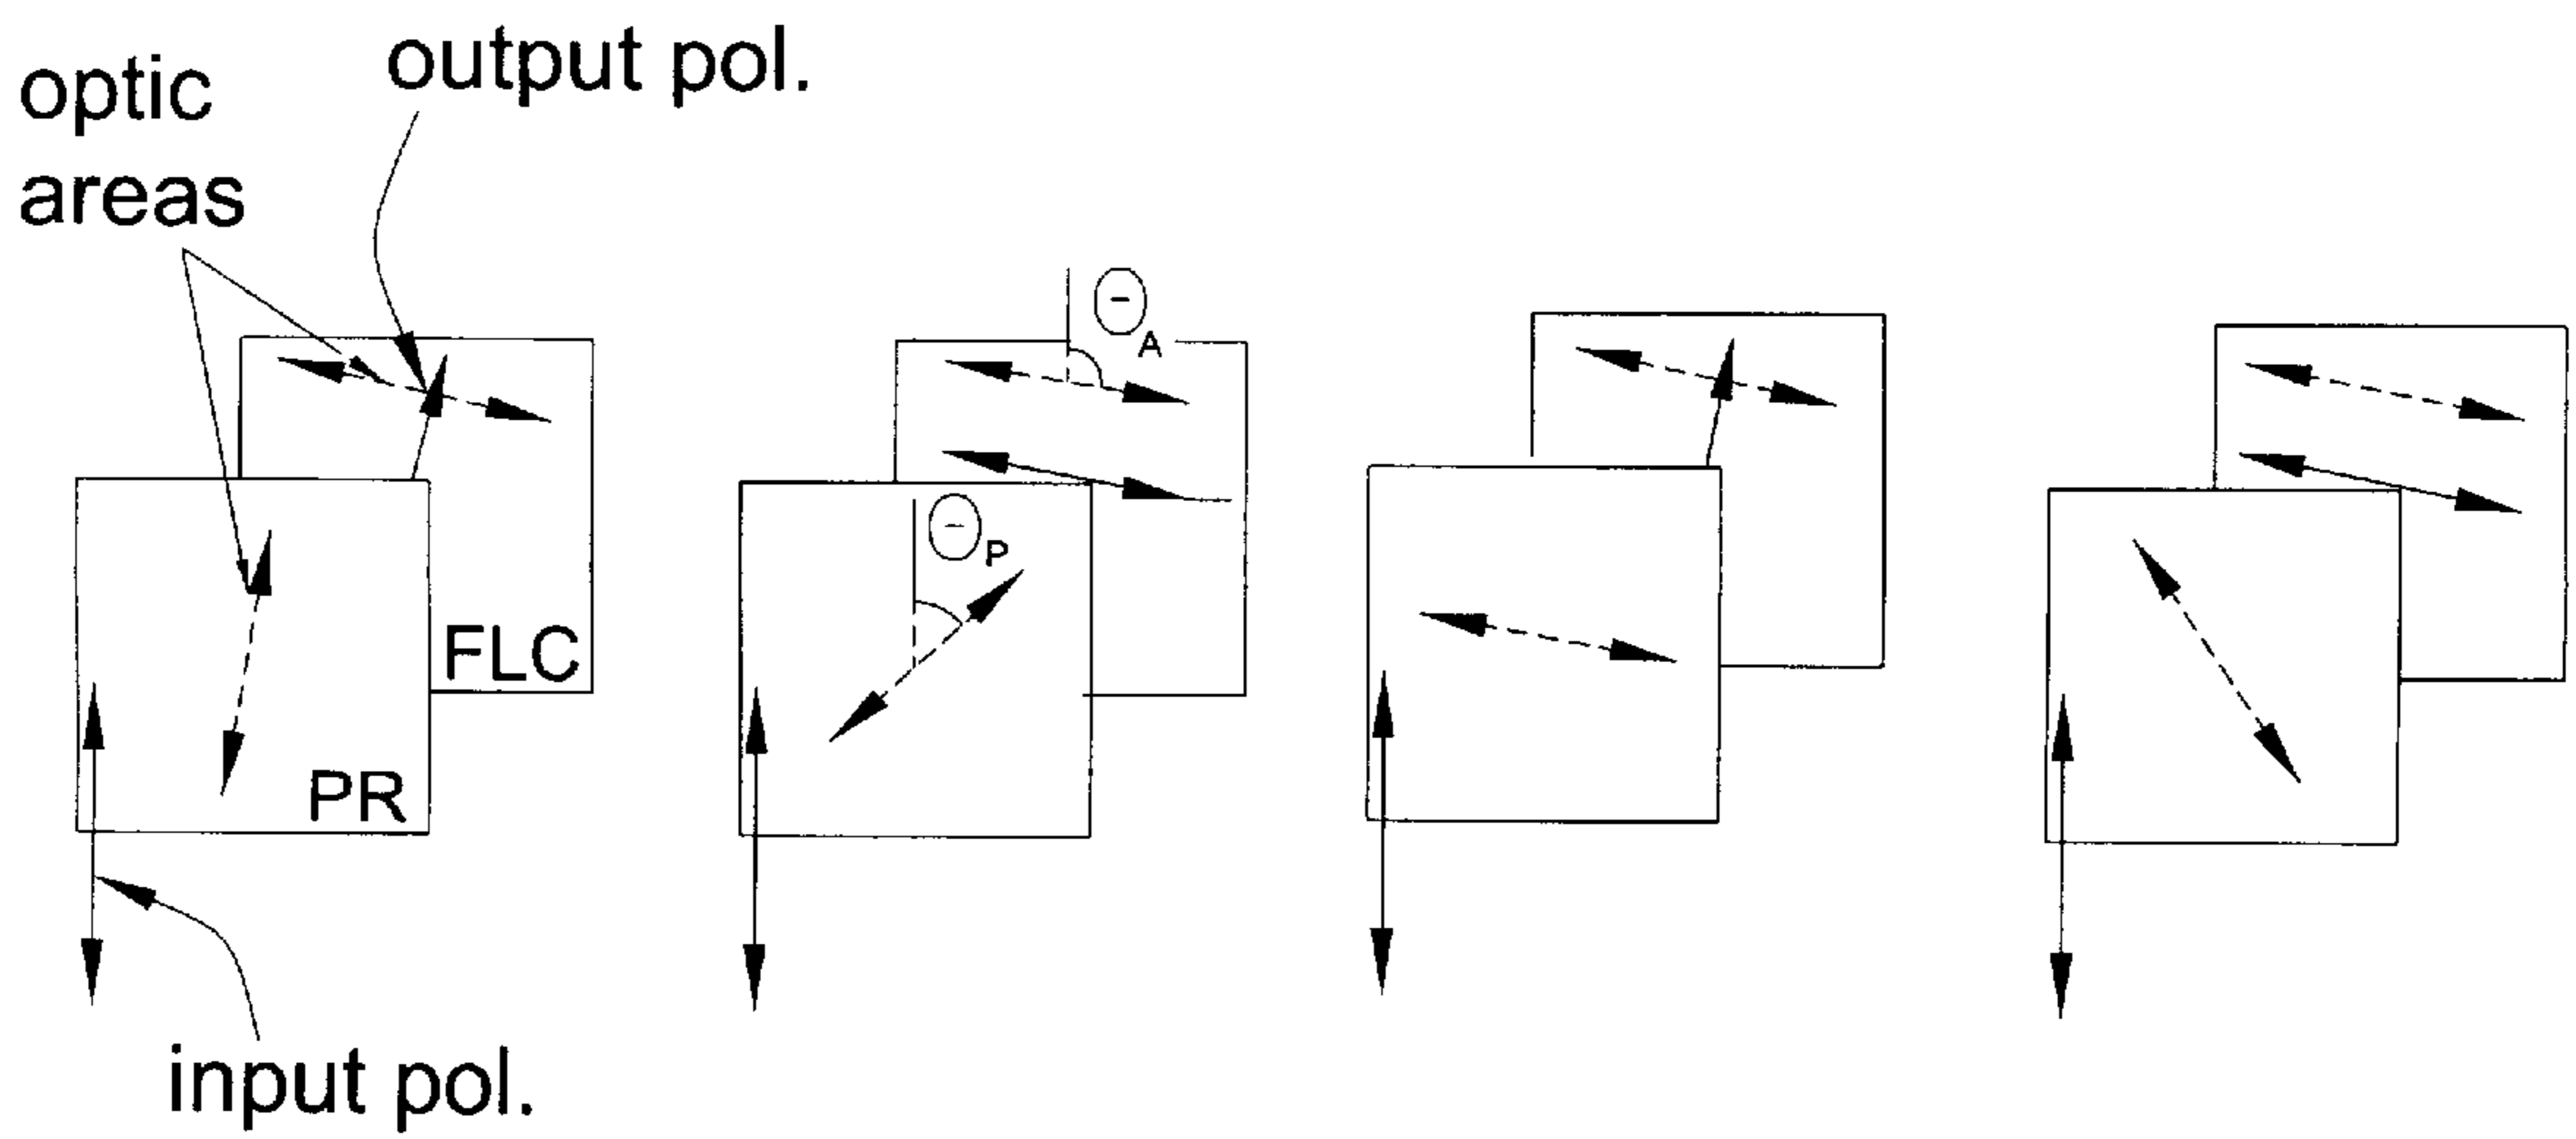 optic
areas
output pol.
Θ
A
Θ
P
FLC
PR
input pol.